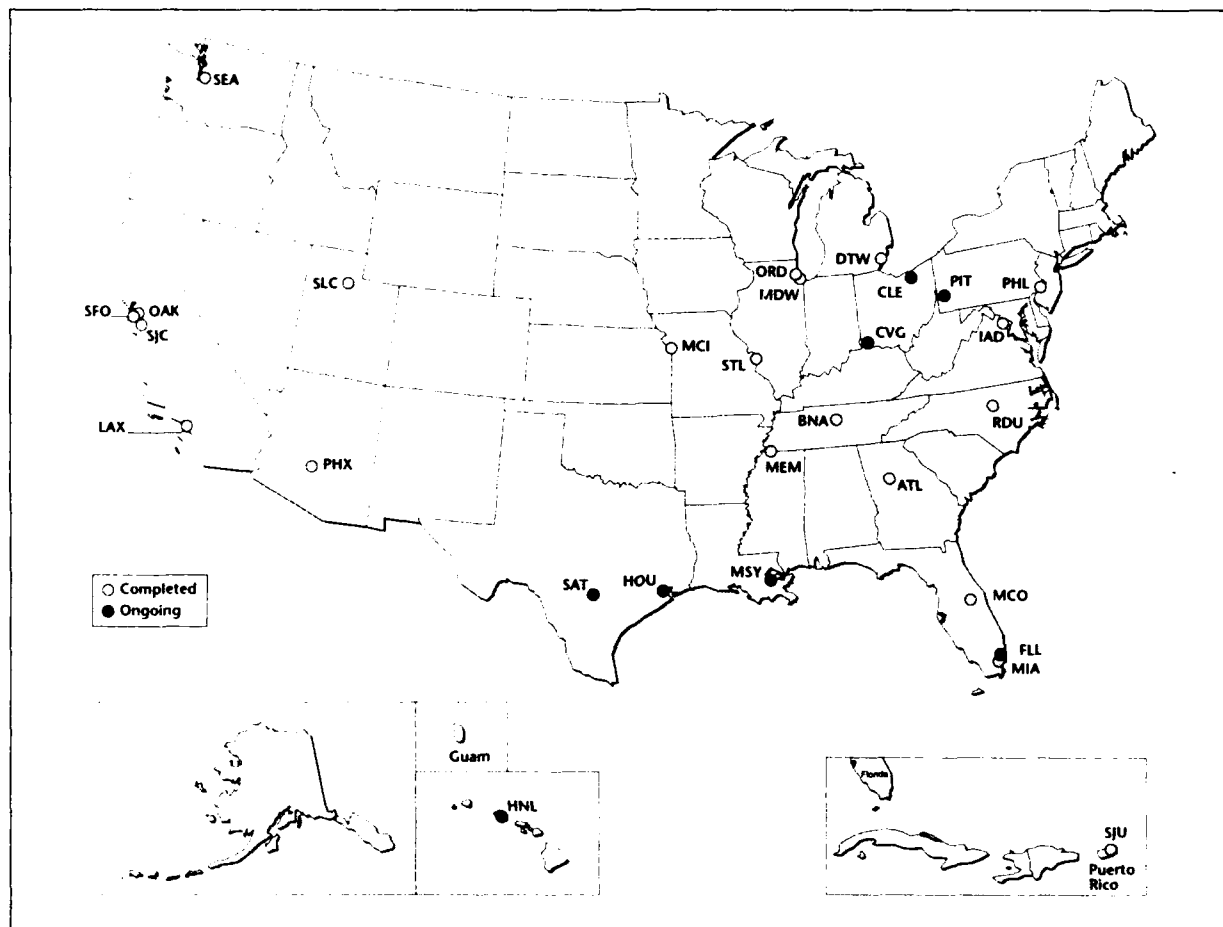 SEA
SLC
SFO
OAK
SJC
LAX
PHX
MCI
STL
ORD
MDW
DTW
CLE
PIT
PHL
CVG
IAD
BNA
RDU
MEM
ATL
SAT
HOU
MSY
MCO
FLL
MIA
Completed
Ongoing
Guam
HNL
Florida
SJU
Puerto
Rico